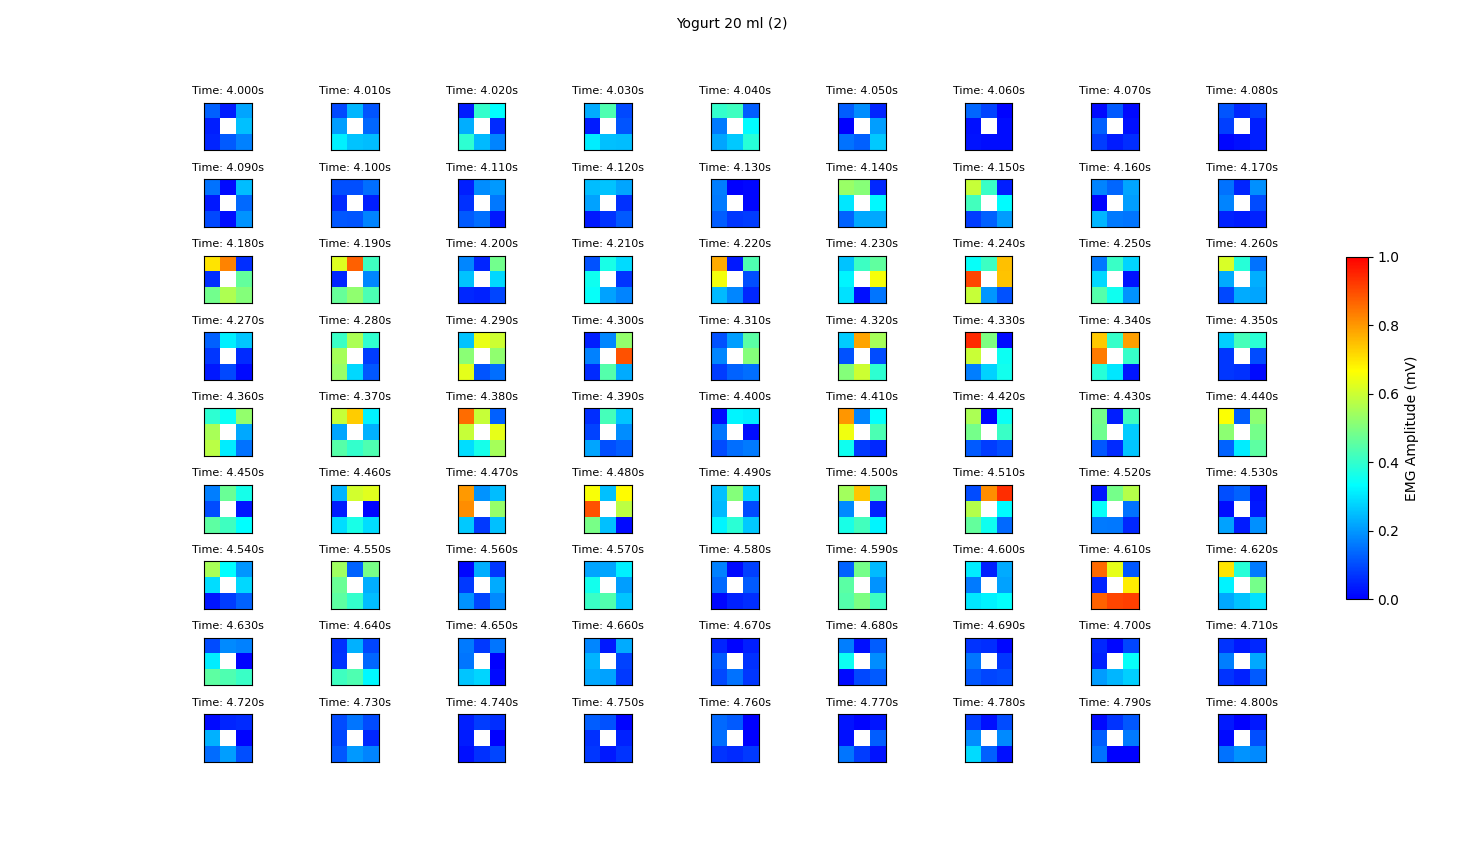 Yogurt 20 ml (2)
Time: 4.000s Time: 4.010s Time: 4.020s Time: 4.030s Time: 4.040s Time: 4.050s Time: 4.060s Time: 4.070s Time: 4.080s
Time: 4.090s Time: 4.100s Time: 4.110s Time: 4.120s Time: 4.130s Time: 4.140s Time: 4.150s Time: 4.160s Time: 4.170s
Time: 4.180s Time: 4.190s Time: 4.200s Time: 4.210s Time: 4.220s Time: 4.230s Time: 4.240s Time: 4.250s Time: 4.260s
Time: 4.270s Time: 4.280s Time: 4.290s Time: 4.300s Time: 4.310s Time: 4.320s Time: 4.330s Time: 4.340s Time: 4.350s
Time: 4.360s Time: 4.370s Time: 4.380s Time: 4.390s Time: 4.400s Time: 4.410s Time: 4.420s Time: 4.430s Time: 4.440s
Time: 4.450s Time: 4.460s Time: 4.470s Time: 4.480s Time: 4.490s Time: 4.500s Time: 4.510s Time: 4.520s Time: 4.530s
Time: 4.540s Time: 4.550s Time: 4.560s Time: 4.570s Time: 4.580s Time: 4.590s Time: 4.600s Time: 4.610s Time: 4.620s
Time: 4.630s Time: 4.640s Time: 4.650s Time: 4.660s Time: 4.670s Time: 4.680s Time: 4.690s Time: 4.700s Time: 4.710s
Time: 4.720s Time: 4.730s Time: 4.740s Time: 4.750s Time: 4.760s Time: 4.770s Time: 4.780s Time: 4.790s Time: 4.800s
1.0
0.8
0.6
0.4
0.2
0.0
EMG Amplitude (mV)